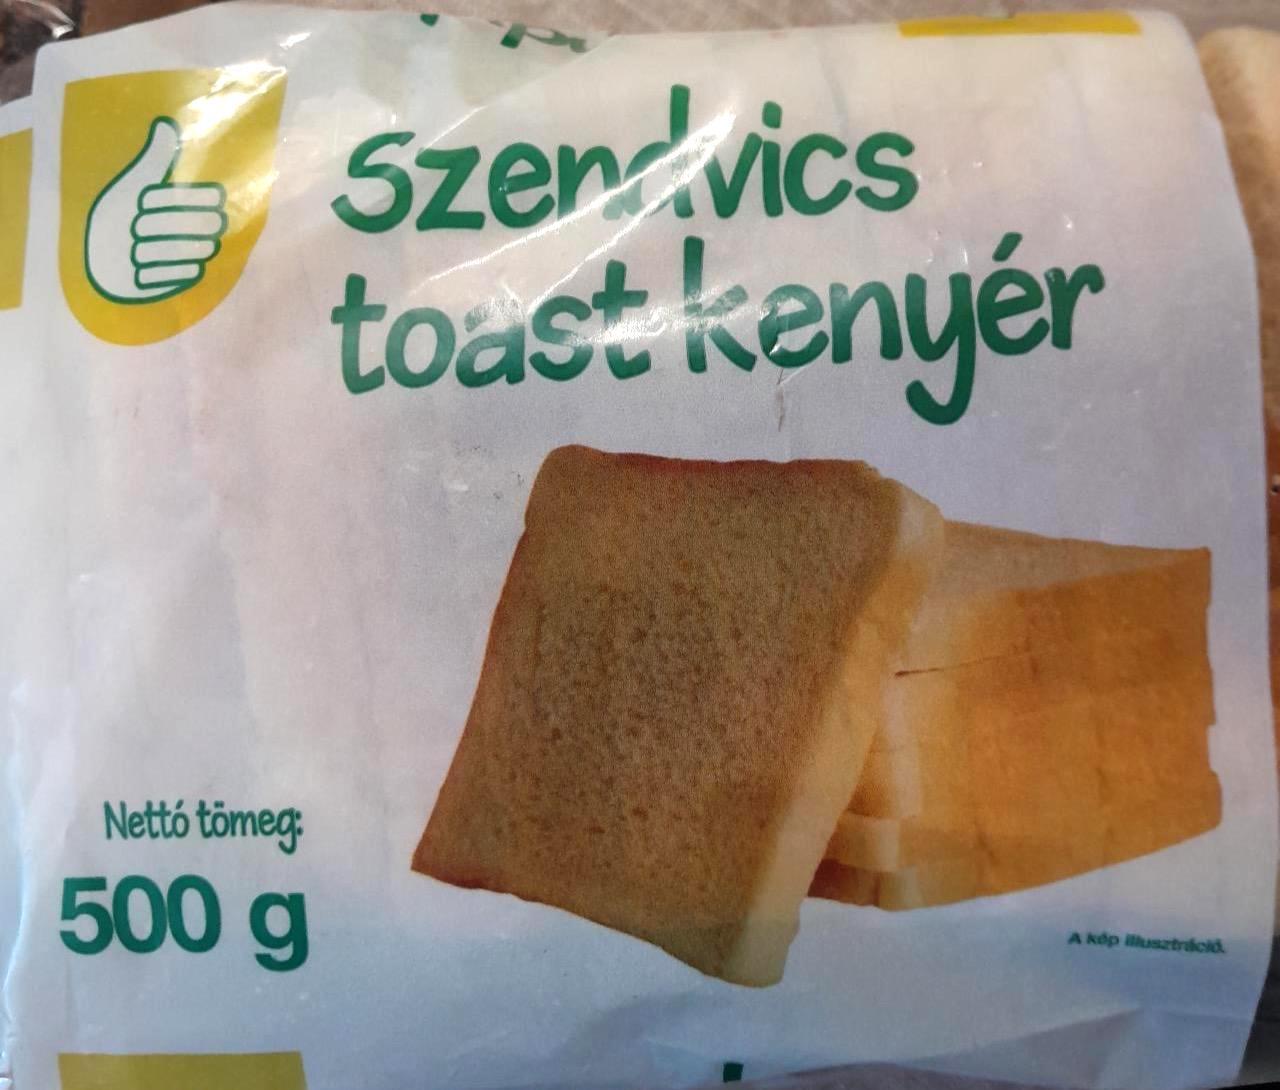 Szendvics
toast kenyér
Nettó tömeg:
500 g
A kép illusztráció.